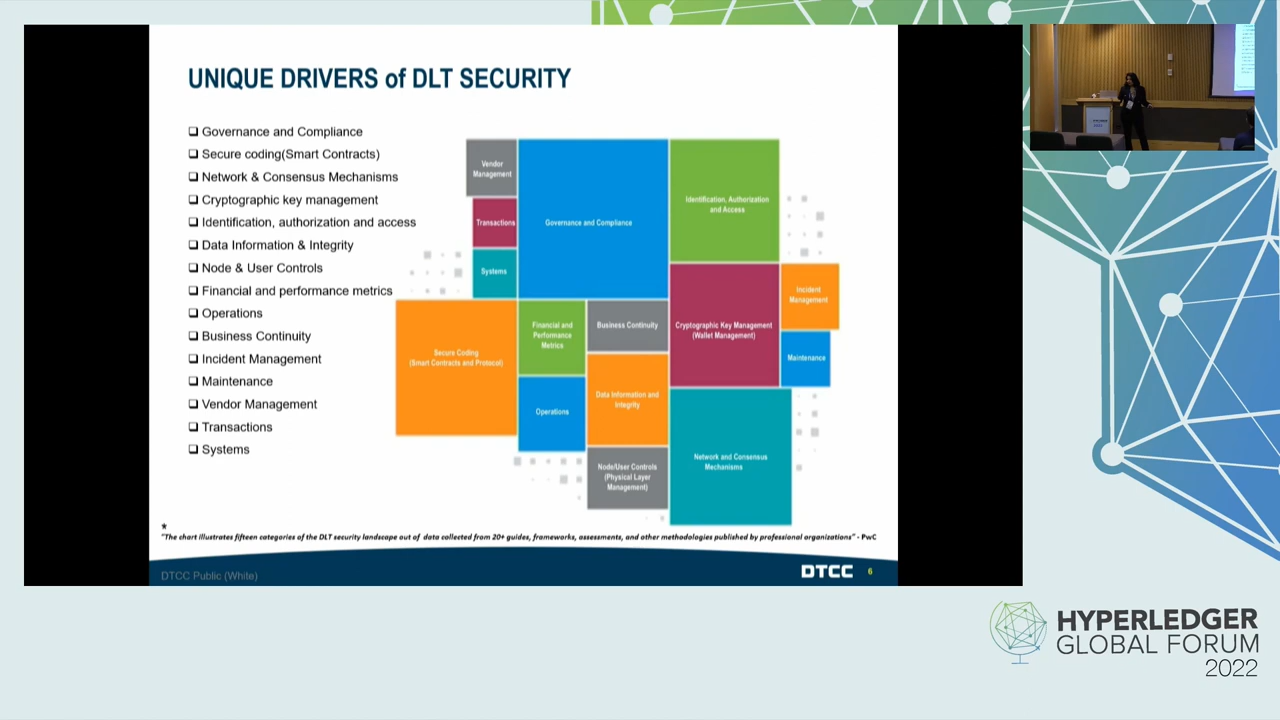 UNIQUE DRIVERS of DLT SECURITY
Governance and Compliance
Secure coding(Smart Contracts)
Network & Consensus Mechanisms
Cryptographic key management
Identification, authorization and access
Data Information & Integrity
Node & User Controls
Financial and performance metrics
Operations
Business Continuity
Incident Management
Maintenance
Vendor Management
Transactions
Systems
Vendor
Management
Transactions
Systems
Governance and Compliance
Identification, Authorization
and Access
Secure Coding
(Smart Contracts and Protocol)
Financial and
Performance
Metrics
Business Continuity
Cryptographic Key Management
(Wallet Management)
Incident
Management
Maintenance
Operations
Data Information and
Integrity
Node/User Controls
(Physical Layer
Management)
Network and Consensus
Mechanisms
*
"The chart illustrates fifteen categories of the DLT security landscape out of data collected from 20+ guides, frameworks, assessments, and other methodologies published by professional organizations" - PwC
DTCC Public (White)
DTCC
6
HYPERLEDGER
GLOBAL FORUM
2022